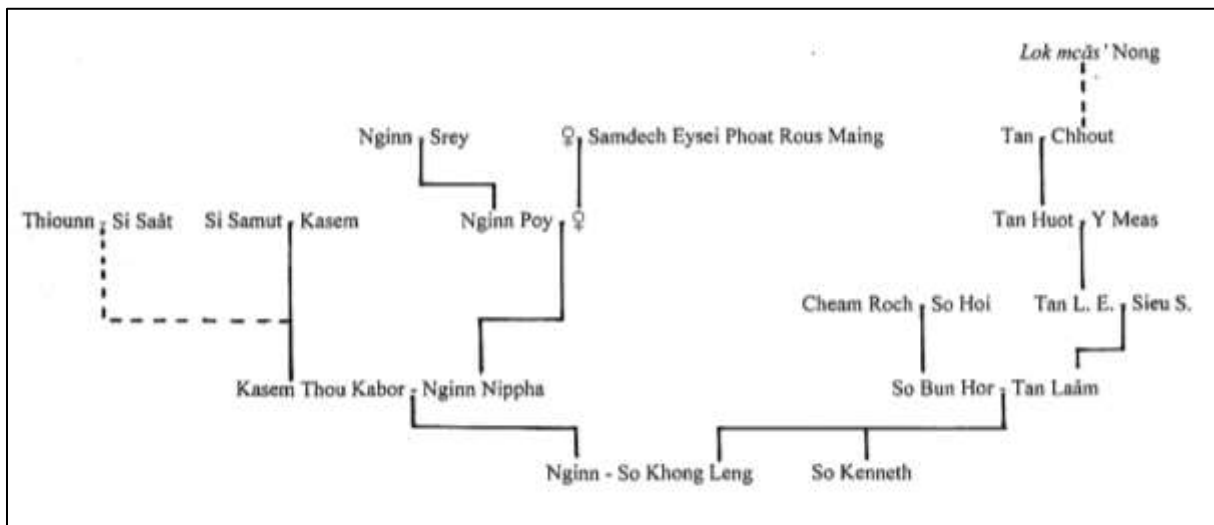 Lok mcăs' Nong
Nginn - Srey ♀ - Samdech Eysei Phoat Rous Maing Tan - Chhout
Thiounn - Si Saât Si Samut - Kasem Nginn Poy - ♀ Tan Huot - Y Meas
Cheam Roch - So Hoi Tan L. E. - Sieu S.
Kasem Thou Kabor - Nginn Nippha So Bun Hor - Tan Laăm
Nginn - So Khong Leng So Kenneth